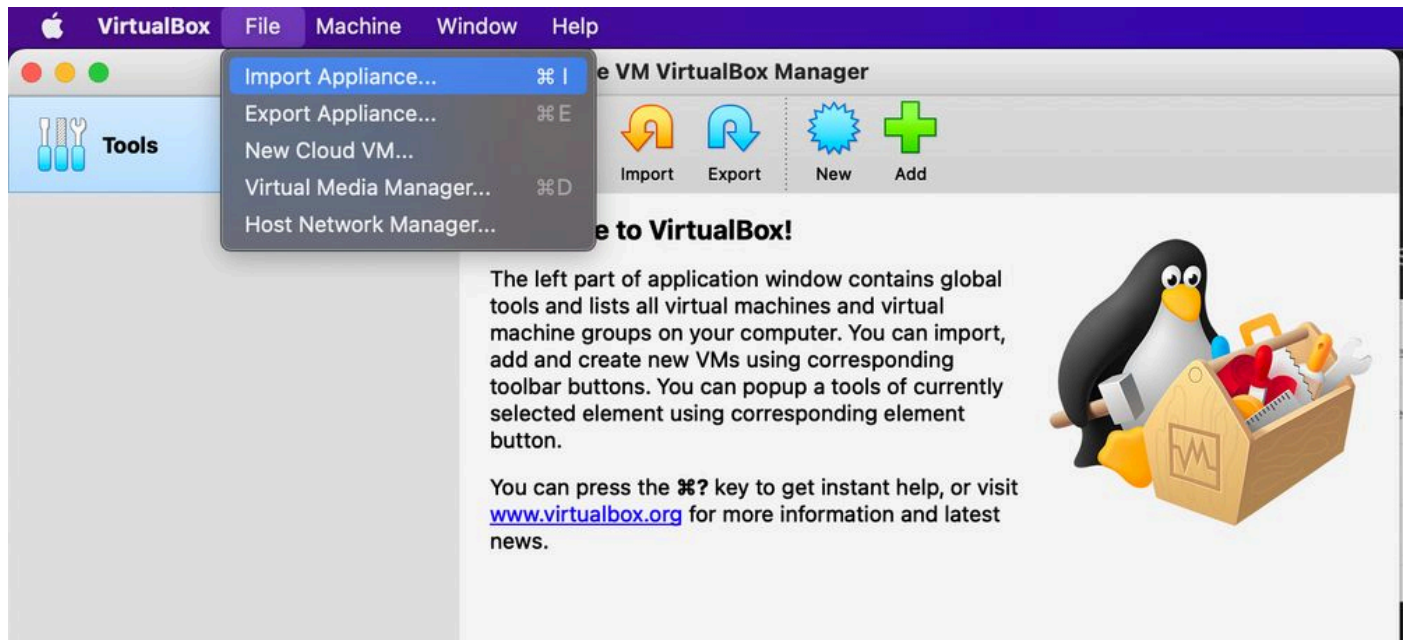 VirtualBox File Machine Window Help
e VM VirtualBox Manager
Import Appliance... ⌘ I
Export Appliance... ⌘ E
New Cloud VM...
Virtual Media Manager... ⌘D
Host Network Manager...
Tools
Import Export New Add
e to VirtualBox!
The left part of application window contains global
tools and lists all virtual machines and virtual
machine groups on your computer. You can import,
add and create new VMs using corresponding
toolbar buttons. You can popup a tools of currently
selected element using corresponding element
button.
You can press the ⌘? key to get instant help, or visit
www.virtualbox.org for more information and latest
news.